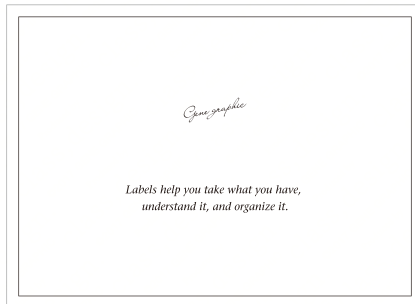 Gene graphic
Labels help you take what you have,
understand it, and organize it.